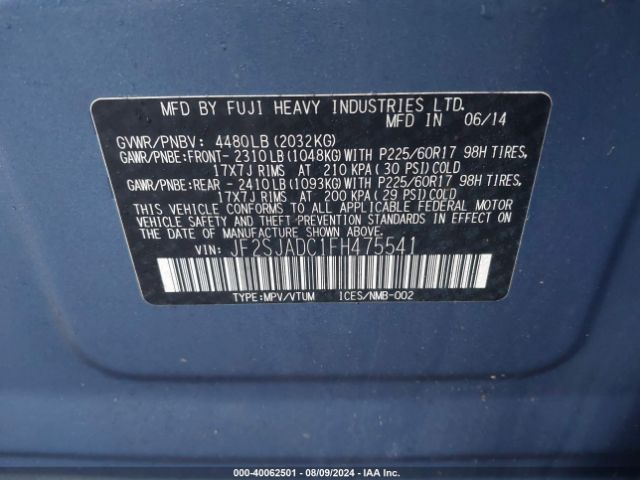 MFD BY FUJI HEAVY INDUSTRIES LTD.
MFD IN 06/14
GVWR/PNBV: 4480LB(2032KG)
GAWR/PNBE:FRONT- 2310LB(1048KG)WITH P225/60R17 98H TIRES,
17X7J RIMS AT 210 KPA(30 PSI)COLD
GAWR/PNBE:REAR - 2410LB(1093KG)WITH P225/60R17 98H TIRES,
17X7J RIMS AT 200 KPA(29 PSI)COLD
THIS VEHICLE CONFORMS TO ALL APPLICABLE FEDERAL MOTOR
VEHICLE SAFETY AND THEFT PREVENTION STANDARDS IN EFFECT ON
THE DATE OF MANUFACTURE SHOWN ABOVE.
VIN: JF2SJADC1FH475541
TYPE:MPV/VTUM ICES/NMB-002
000-40062501 - 08/09/2024 - IAA Inc.